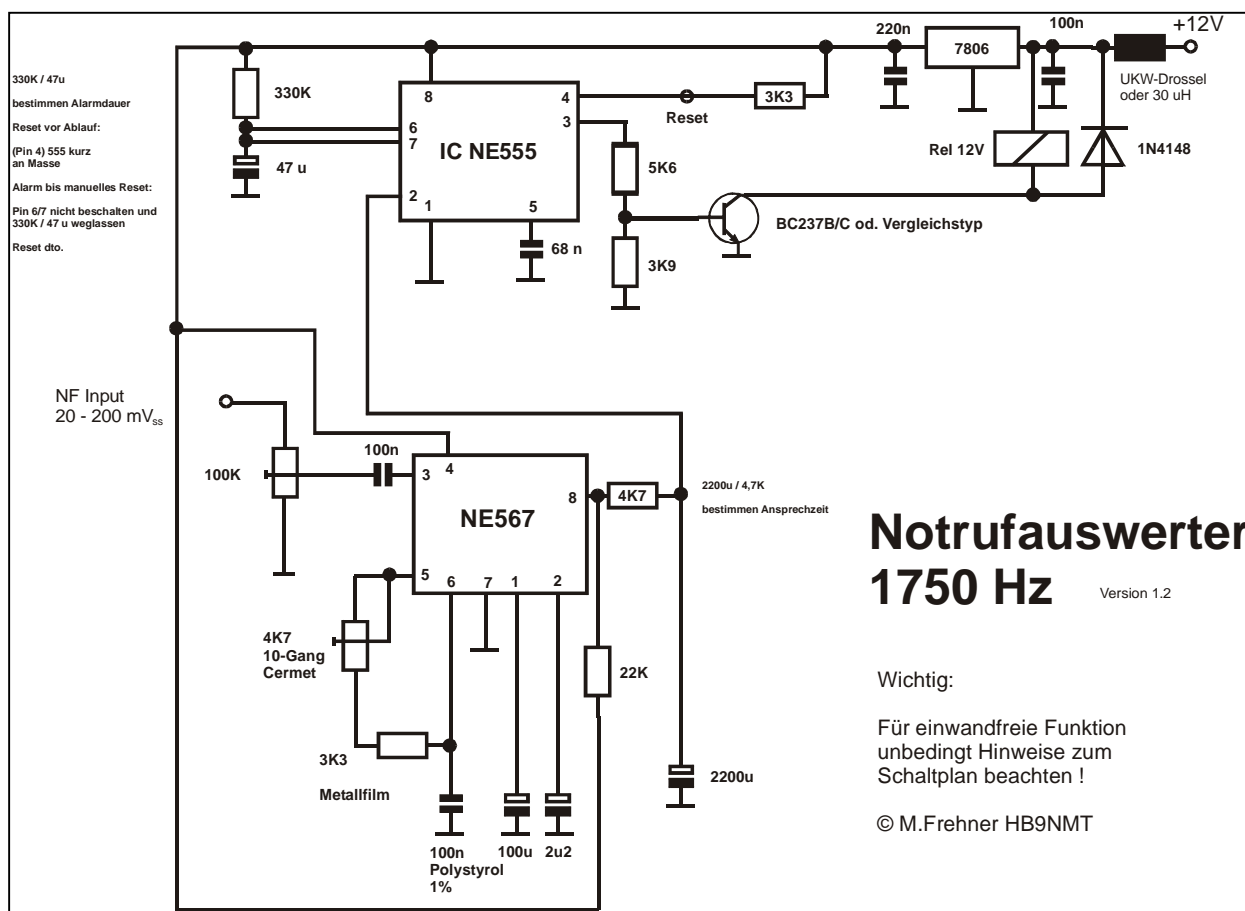 220n
100n
+12V
7806
330K / 47u
bestimmen Alarmdauer
Reset vor Ablauf:
(Pin 4) 555 kurz
an Masse
Alarm bis manuelles Reset:
Pin 6/7 nicht beschalten und
330K / 47 u weglassen
Reset dto.
330K
47 u
8
4
3
6
7
2
1
5
IC NE555
Reset
3K3
5K6
3K9
68 n
UKW-Drossel
oder 30 uH
Rel 12V
1N4148
BC237B/C od. Vergleichstyp
NF Input
20 - 200 mVss
100K
100n
3
4
8
NE567
5
6
7
1
2
4K7
2200u / 4,7K
bestimmen Ansprechzeit
4K7
10-Gang
Cermet
3K3
Metallfilm
22K
100n
Polystyrol
1%
100u
2u2
2200u
Notrufauswerter
1750 Hz
Version 1.2
Wichtig:
Für einwandfreie Funktion
unbedingt Hinweise zum
Schaltplan beachten !
© M.Frehner HB9NMT